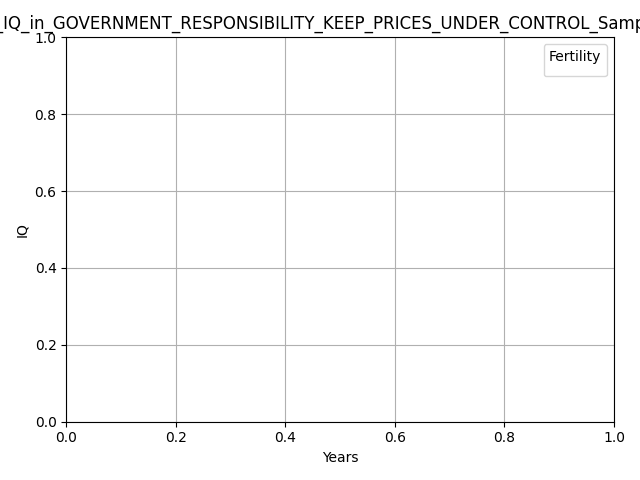 _IQ_in_GOVERNMENT_RESPONSIBILITY_KEEP_PRICES_UNDER_CONTROL_Samp
Fertility
1.0
0.8
0.6
0.4
0.2
0.0
IQ
0.0 0.2 0.4 0.6 0.8 1.0
Years